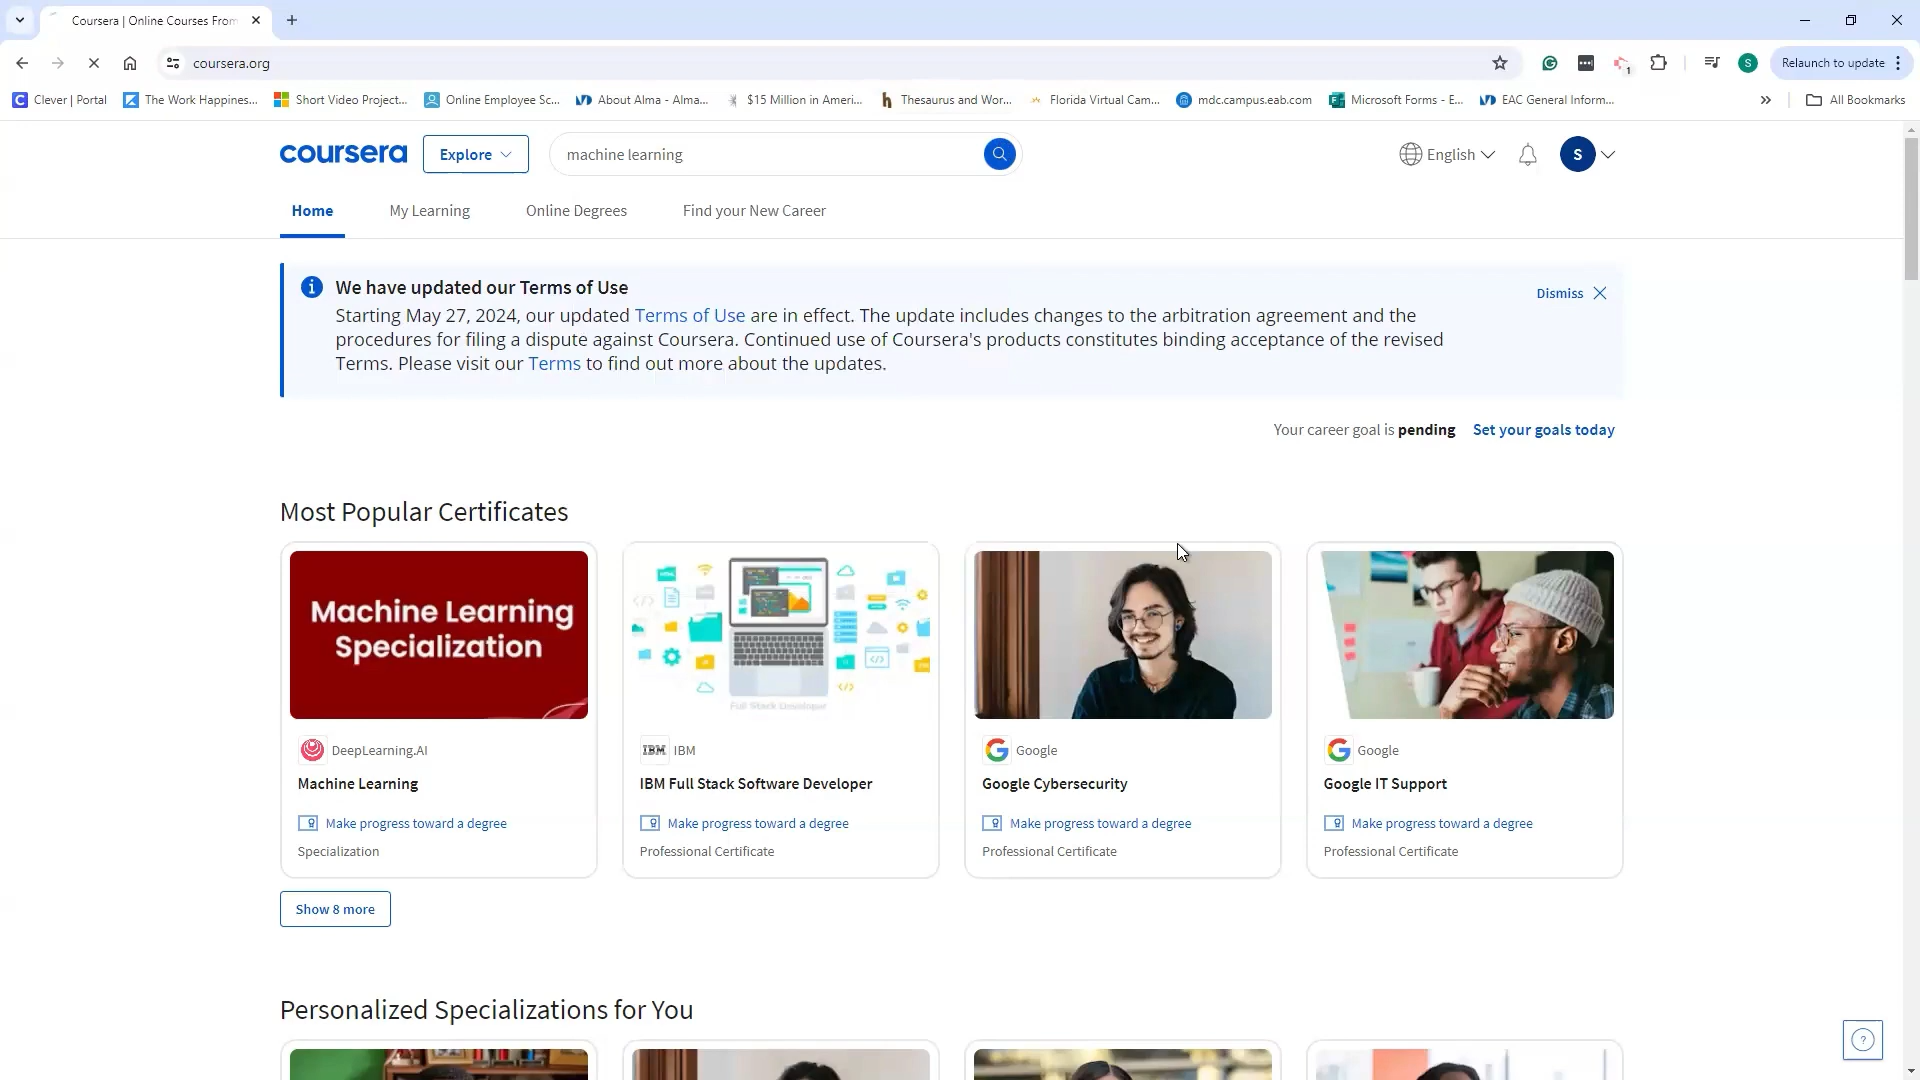 Coursera | Online Courses From
coursera.org
1
S
Relaunch to update
Clever | Portal
The Work Happines...
Short Video Project...
Online Employee Sc...
About Alma - Alma...
$15 Million in Ameri...
Thesaurus and Wor...
Florida Virtual Cam...
mdc.campus.eab.com
Microsoft Forms - E...
EAC General Inform...
All Bookmarks
coursera
Explore
machine learning
English
S
Home
My Learning
Online Degrees
Find your New Career
We have updated our Terms of Use
Dismiss
Starting May 27, 2024, our updated Terms of Use are in effect. The update includes changes to the arbitration agreement and the
procedures for filing a dispute against Coursera. Continued use of Coursera's products constitutes binding acceptance of the revised
Terms. Please visit our Terms to find out more about the updates.
Your career goal is pending Set your goals today
Most Popular Certificates
Machine Learning
Specialization
DeepLearning.AI
Machine Learning
Make progress toward a degree
Specialization
Full Stack Developer
IBM IBM
IBM Full Stack Software Developer
Make progress toward a degree
Professional Certificate
Google
Google Cybersecurity
Make progress toward a degree
Professional Certificate
Google
Google IT Support
Make progress toward a degree
Professional Certificate
Show 8 more
Personalized Specializations for You
?